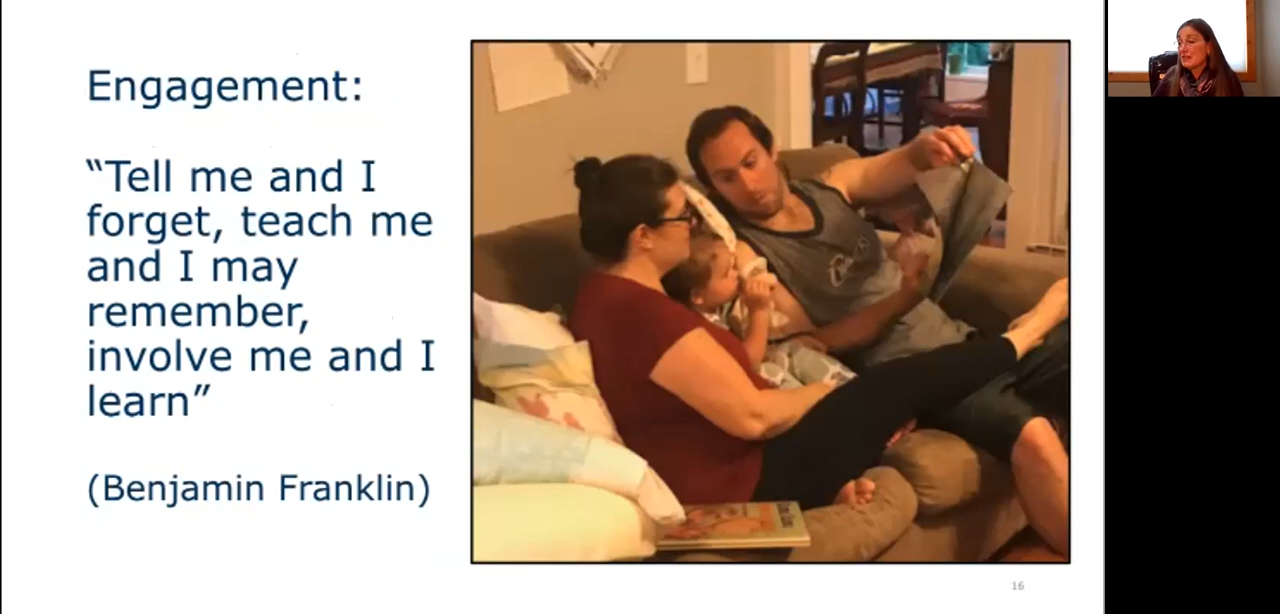 Engagement:
“Tell me and I
forget, teach me
and I may
remember,
involve me and I
learn”
(Benjamin Franklin)
16